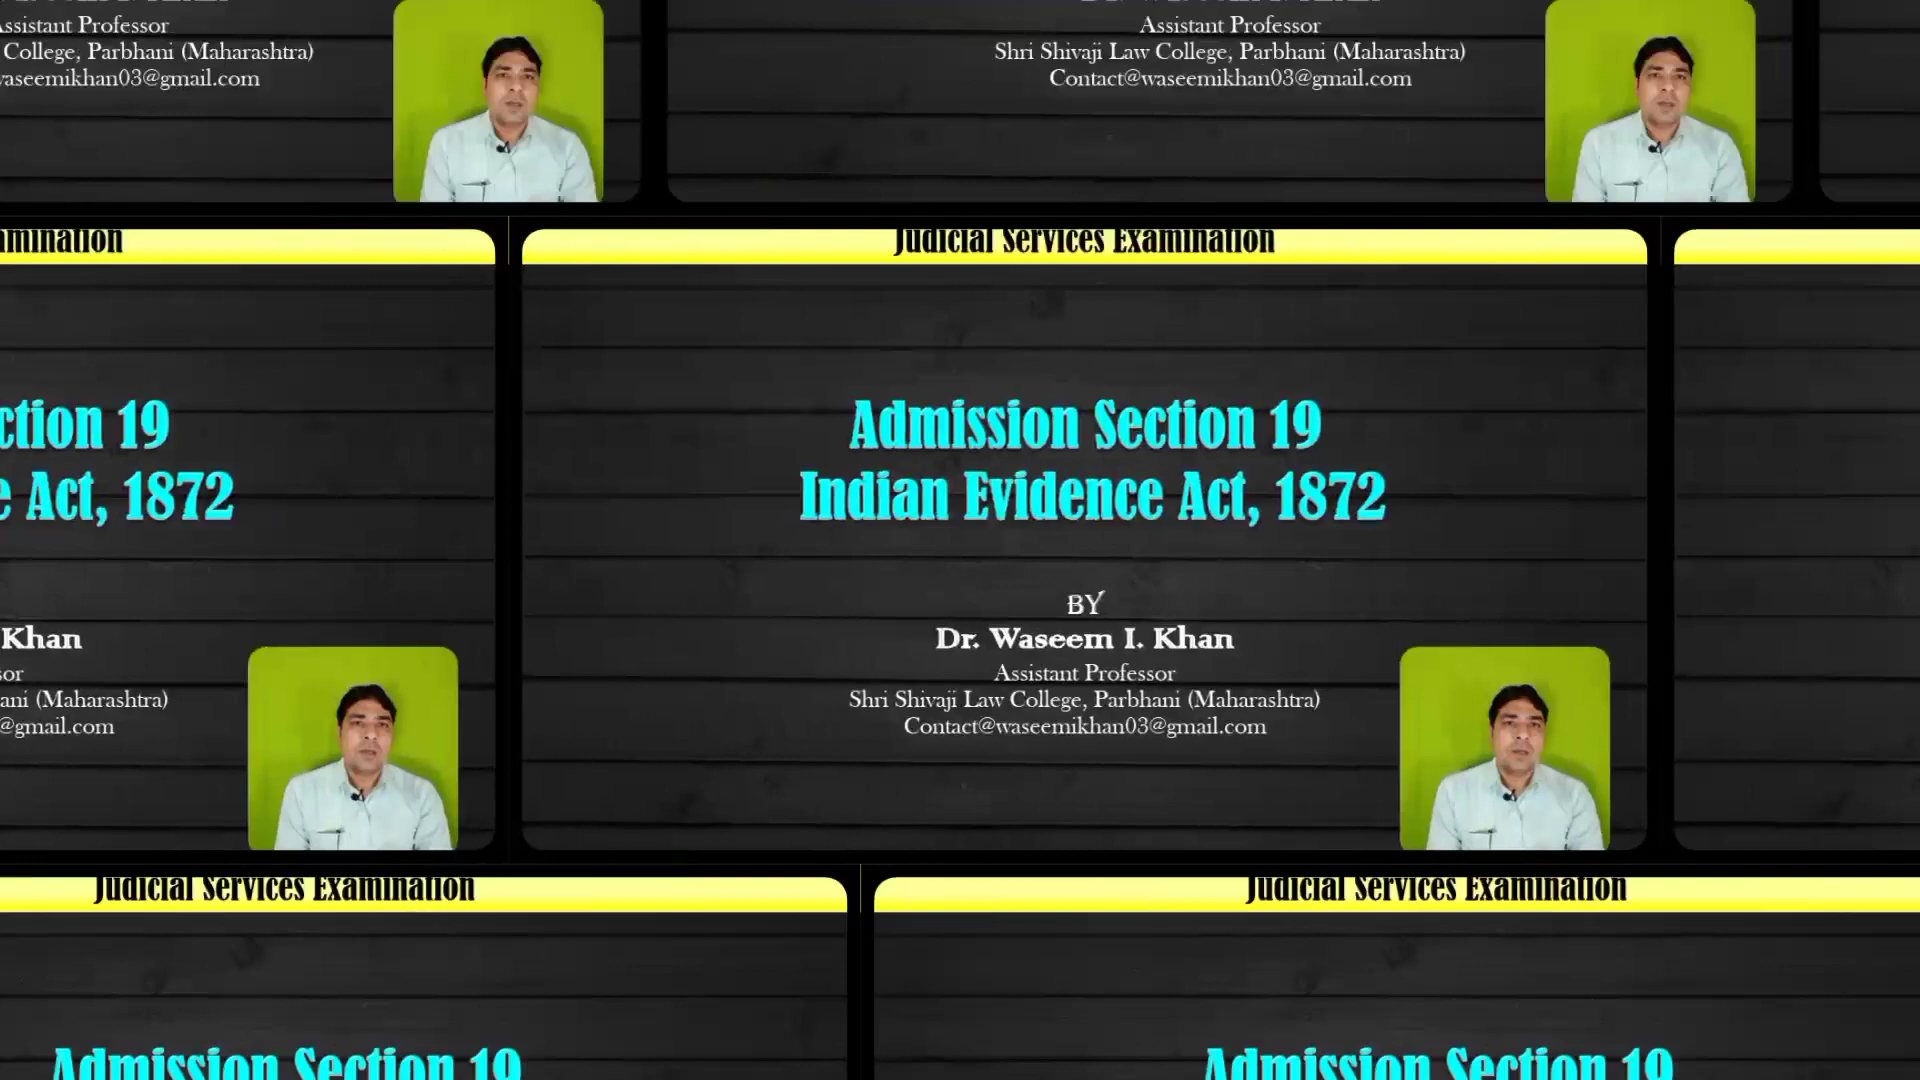 Assistant Professor
College, Parbhani (Maharashtra)
waseemikhan03@gmail.com
Assistant Professor
Shri Shivaji Law College, Parbhani (Maharashtra)
Contact@waseemikhan03@gmail.com
Judicial Services Examination
ction 19
e Act, 1872
Khan
sor
ani (Maharashtra)
@gmail.com
Admission Section 19
Indian Evidence Act, 1872
BY
Dr. Waseem I. Khan
Assistant Professor
Shri Shivaji Law College, Parbhani (Maharashtra)
Contact@waseemikhan03@gmail.com
Judicial Services Examination
Admission Section 19
Judicial Services Examination
Admission Section 19